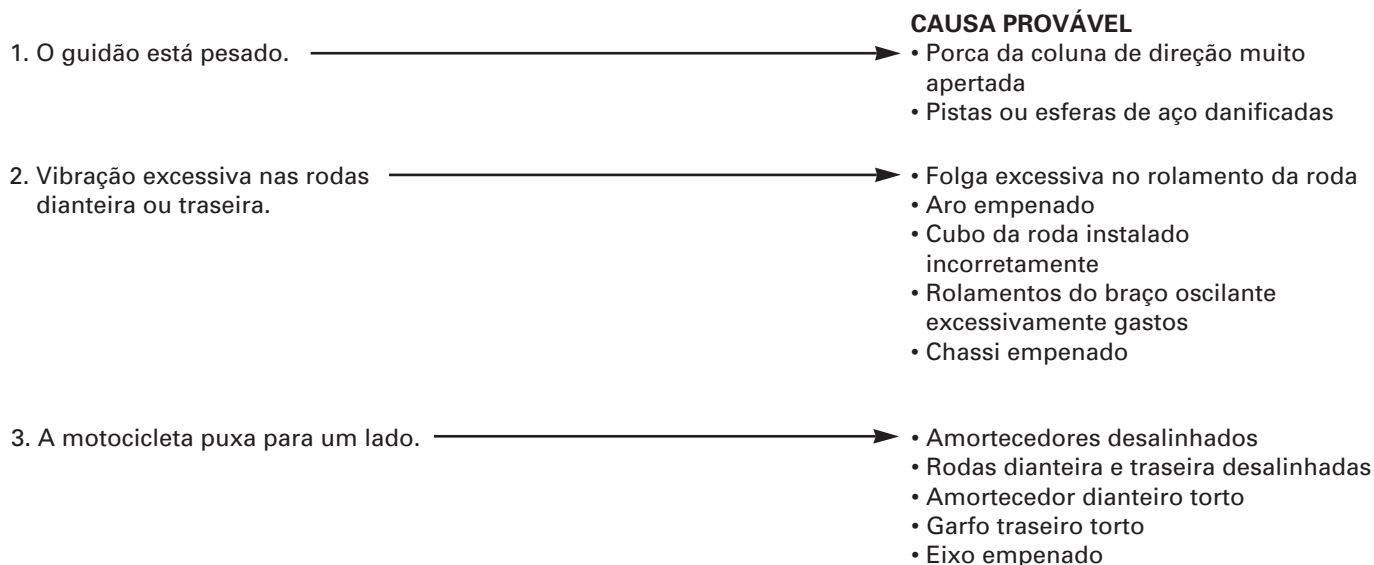 CAUSA PROVÁVEL
1. O guidão está pesado.
• Porca da coluna de direção muito
apertada
• Pistas ou esferas de aço danificadas
2. Vibração excessiva nas rodas
dianteira ou traseira.
• Folga excessiva no rolamento da roda
• Aro empenado
• Cubo da roda instalado
incorretamente
• Rolamentos do braço oscilante
excessivamente gastos
• Chassi empenado
3. A motocicleta puxa para um lado.
• Amortecedores desalinhados
• Rodas dianteira e traseira desalinhadas
• Amortecedor dianteiro torto
• Garfo traseiro torto
• Eixo empenado